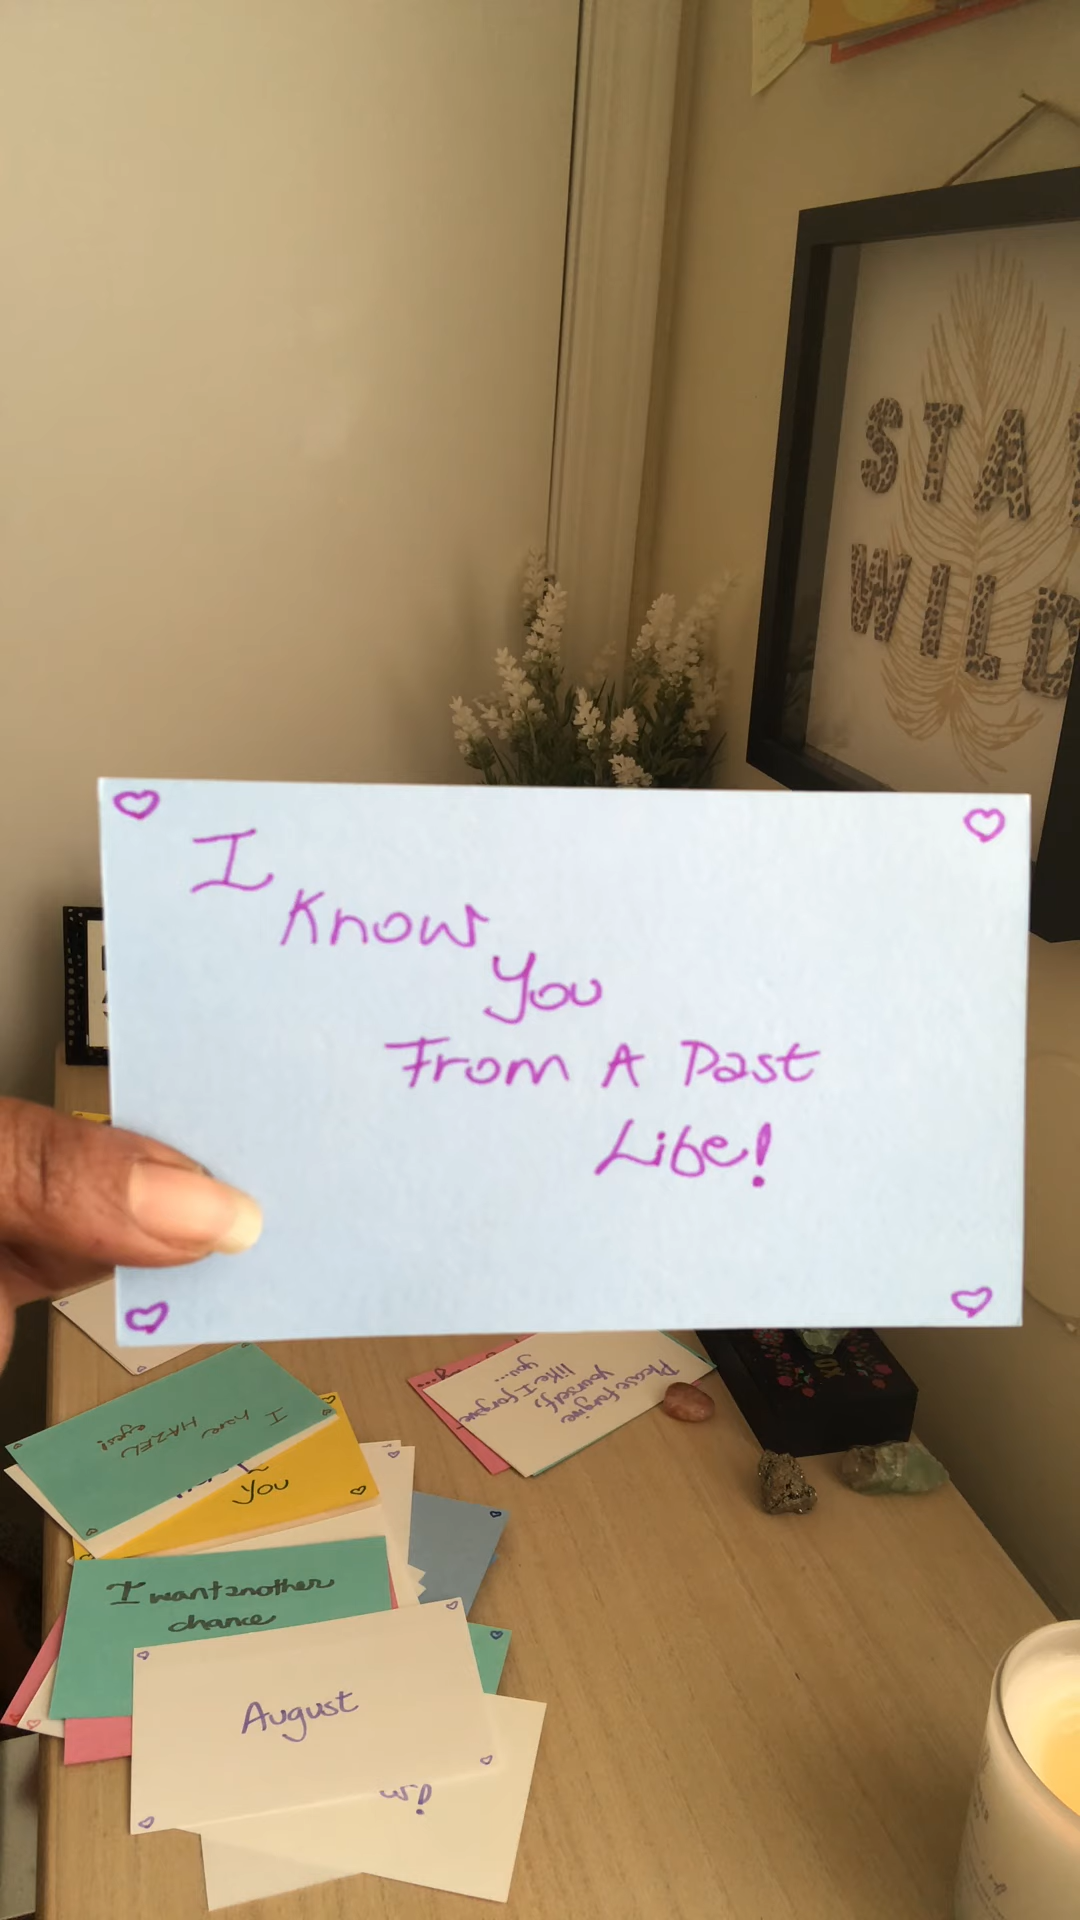 I
Know
You
From A Past
Life!
STAY
WILD
Please forgive
yourself,
like I forgave
you...
I have HAZEL
eyes!
You
I want another
chance
August